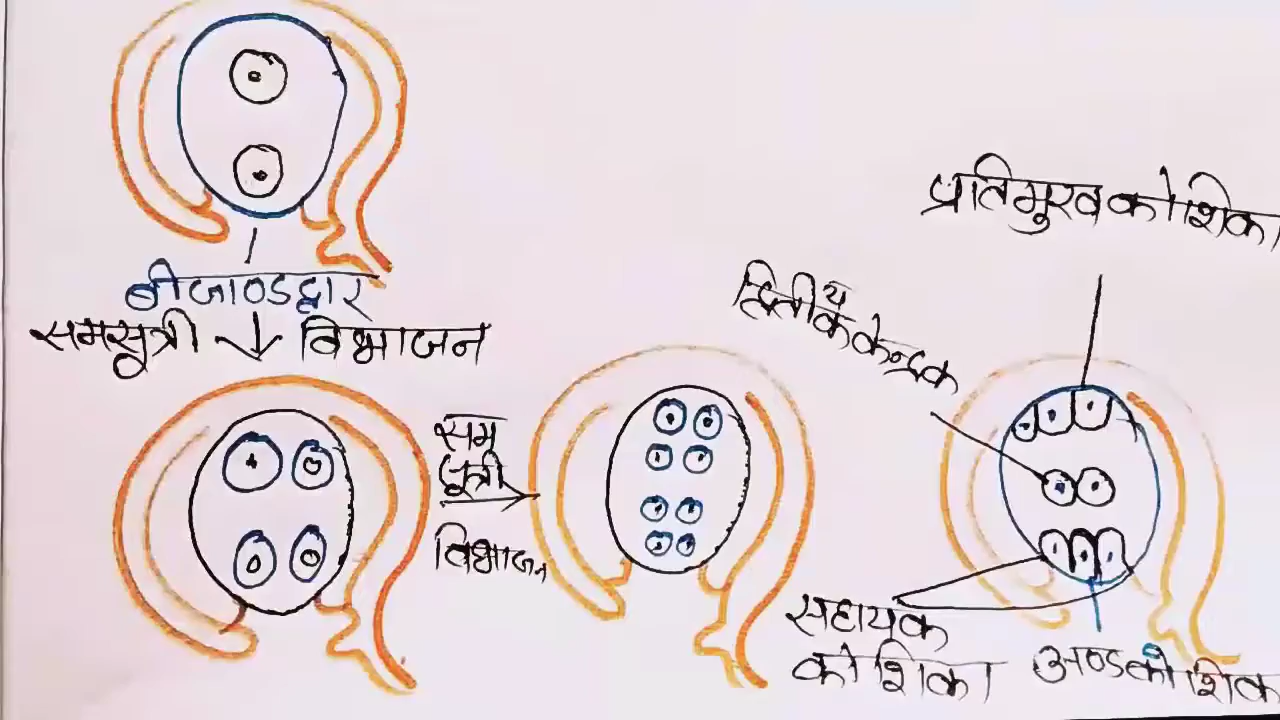 बीजाण्डद्वार
समसूत्री विभाजन
सम
सूत्री
विभाजन
प्रतिमुखकोशिका
द्वितीयक केन्द्रक
सहायक
कोशिका
अण्डकोशिक